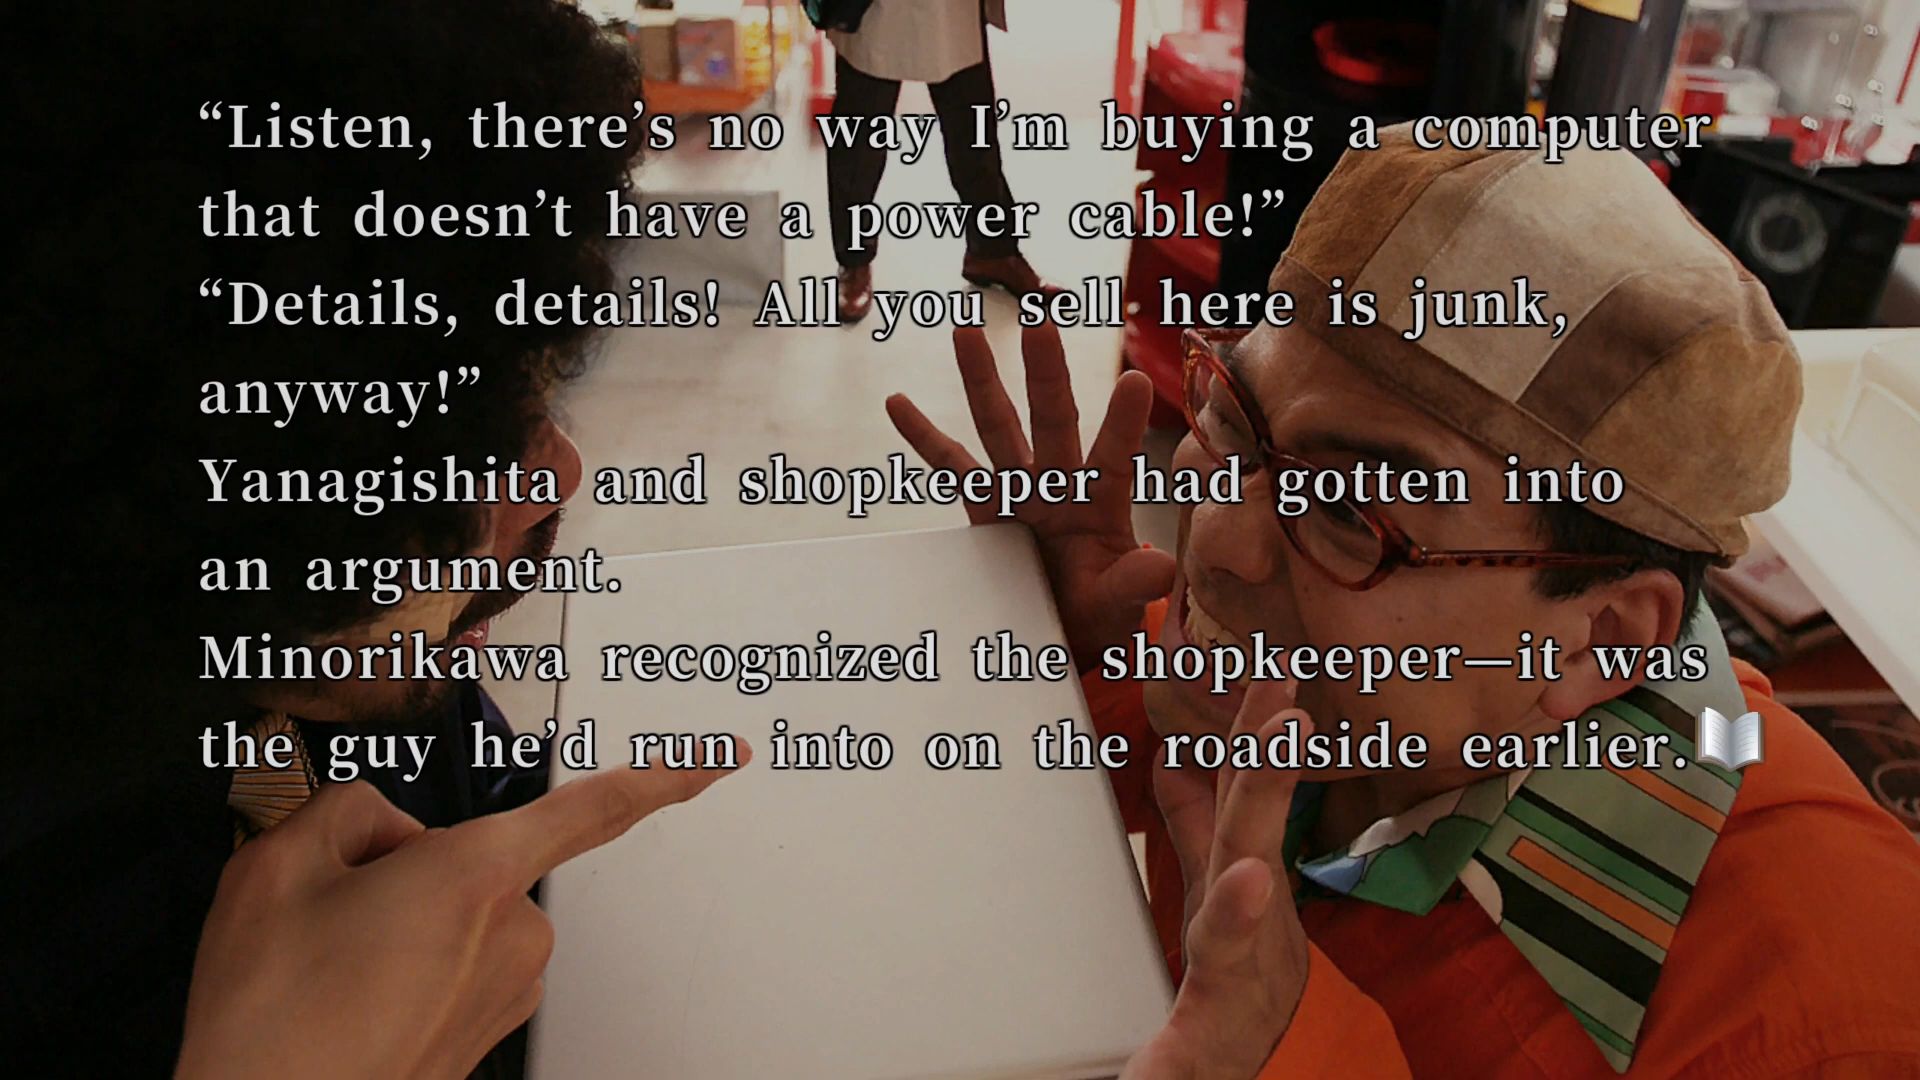 “Listen, there’s no way I’m buying a computer
that doesn’t have a power cable!”
“Details, details! All you sell here is junk,
anyway!”
Yanagishita and shopkeeper had gotten into
an argument.
Minorikawa recognized the shopkeeper—it was
the guy he’d run into on the roadside earlier.